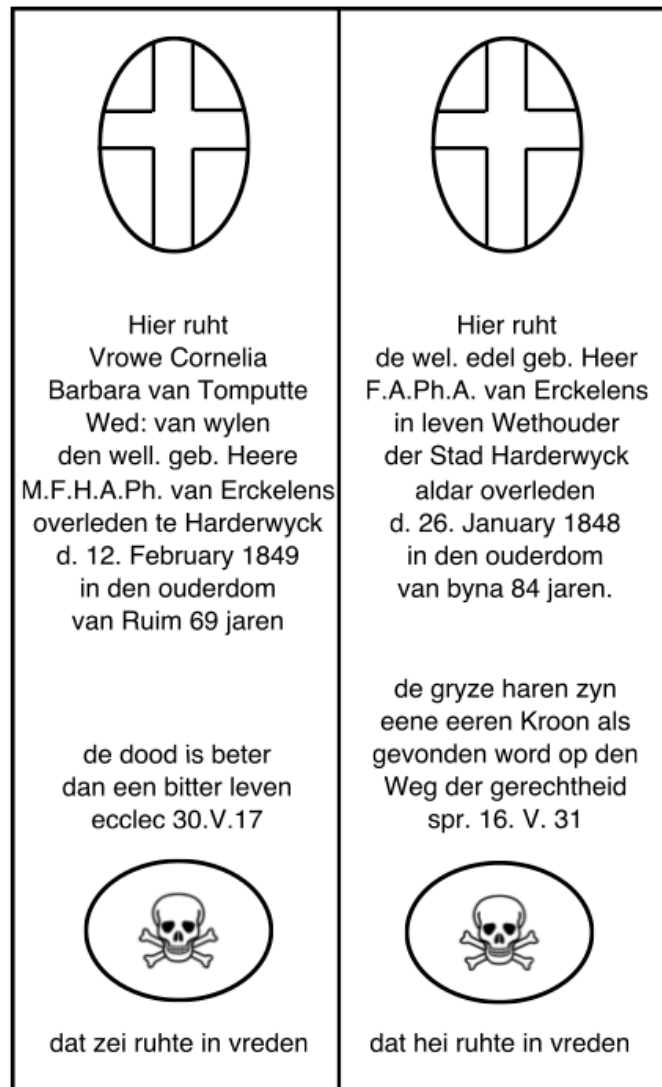 Hier ruht
Vrowe Cornelia
Barbara van Tomputte
Wed: van wylen
den well. geb. Heere
M.F.H.A.Ph. van Erckelens
overleden te Harderwyck
d. 12. February 1849
in den ouderdom
van Ruim 69 jaren
de dood is beter
dan een bitter leven
ecclec 30.V.17
dat zei ruhte in vreden
Hier ruht
de wel. edel geb. Heer
F.A.Ph.A. van Erckelens
in leven Wethouder
der Stad Harderwyck
aldar overleden
d. 26. January 1848
in den ouderdom
van byna 84 jaren.
de gryze haren zyn
eene eeren Kroon als
gevonden word op den
Weg der gerechtheid
spr. 16. V. 31
dat hei ruhte in vreden